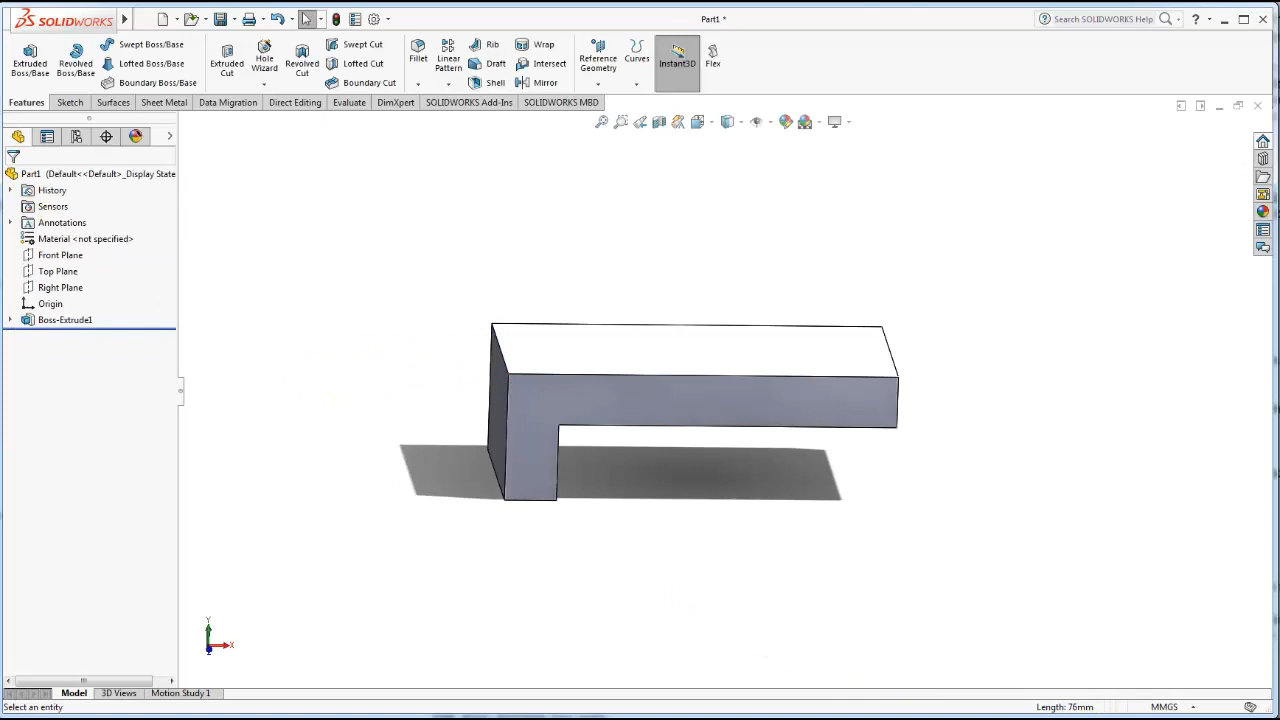 SOLIDWORKS
Part1 *
Search SOLIDWORKS Help
Extruded Boss/Base
Revolved Boss/Base
Swept Boss/Base
Lofted Boss/Base
Boundary Boss/Base
Extruded Cut
Hole Wizard
Revolved Cut
Swept Cut
Lofted Cut
Boundary Cut
Fillet
Linear Pattern
Rib
Draft
Shell
Wrap
Intersect
Mirror
Reference Geometry
Curves
Instant3D
Flex
Features Sketch Surfaces Sheet Metal Data Migration Direct Editing Evaluate DimXpert SOLIDWORKS Add-Ins SOLIDWORKS MBD
Part1 (Default<<Default>_Display State
History
Sensors
Annotations
Material <not specified>
Front Plane
Top Plane
Right Plane
Origin
Boss-Extrude1
Y
X
Z
Model 3D Views Motion Study 1
Select an entity Length: 76mm MMGS